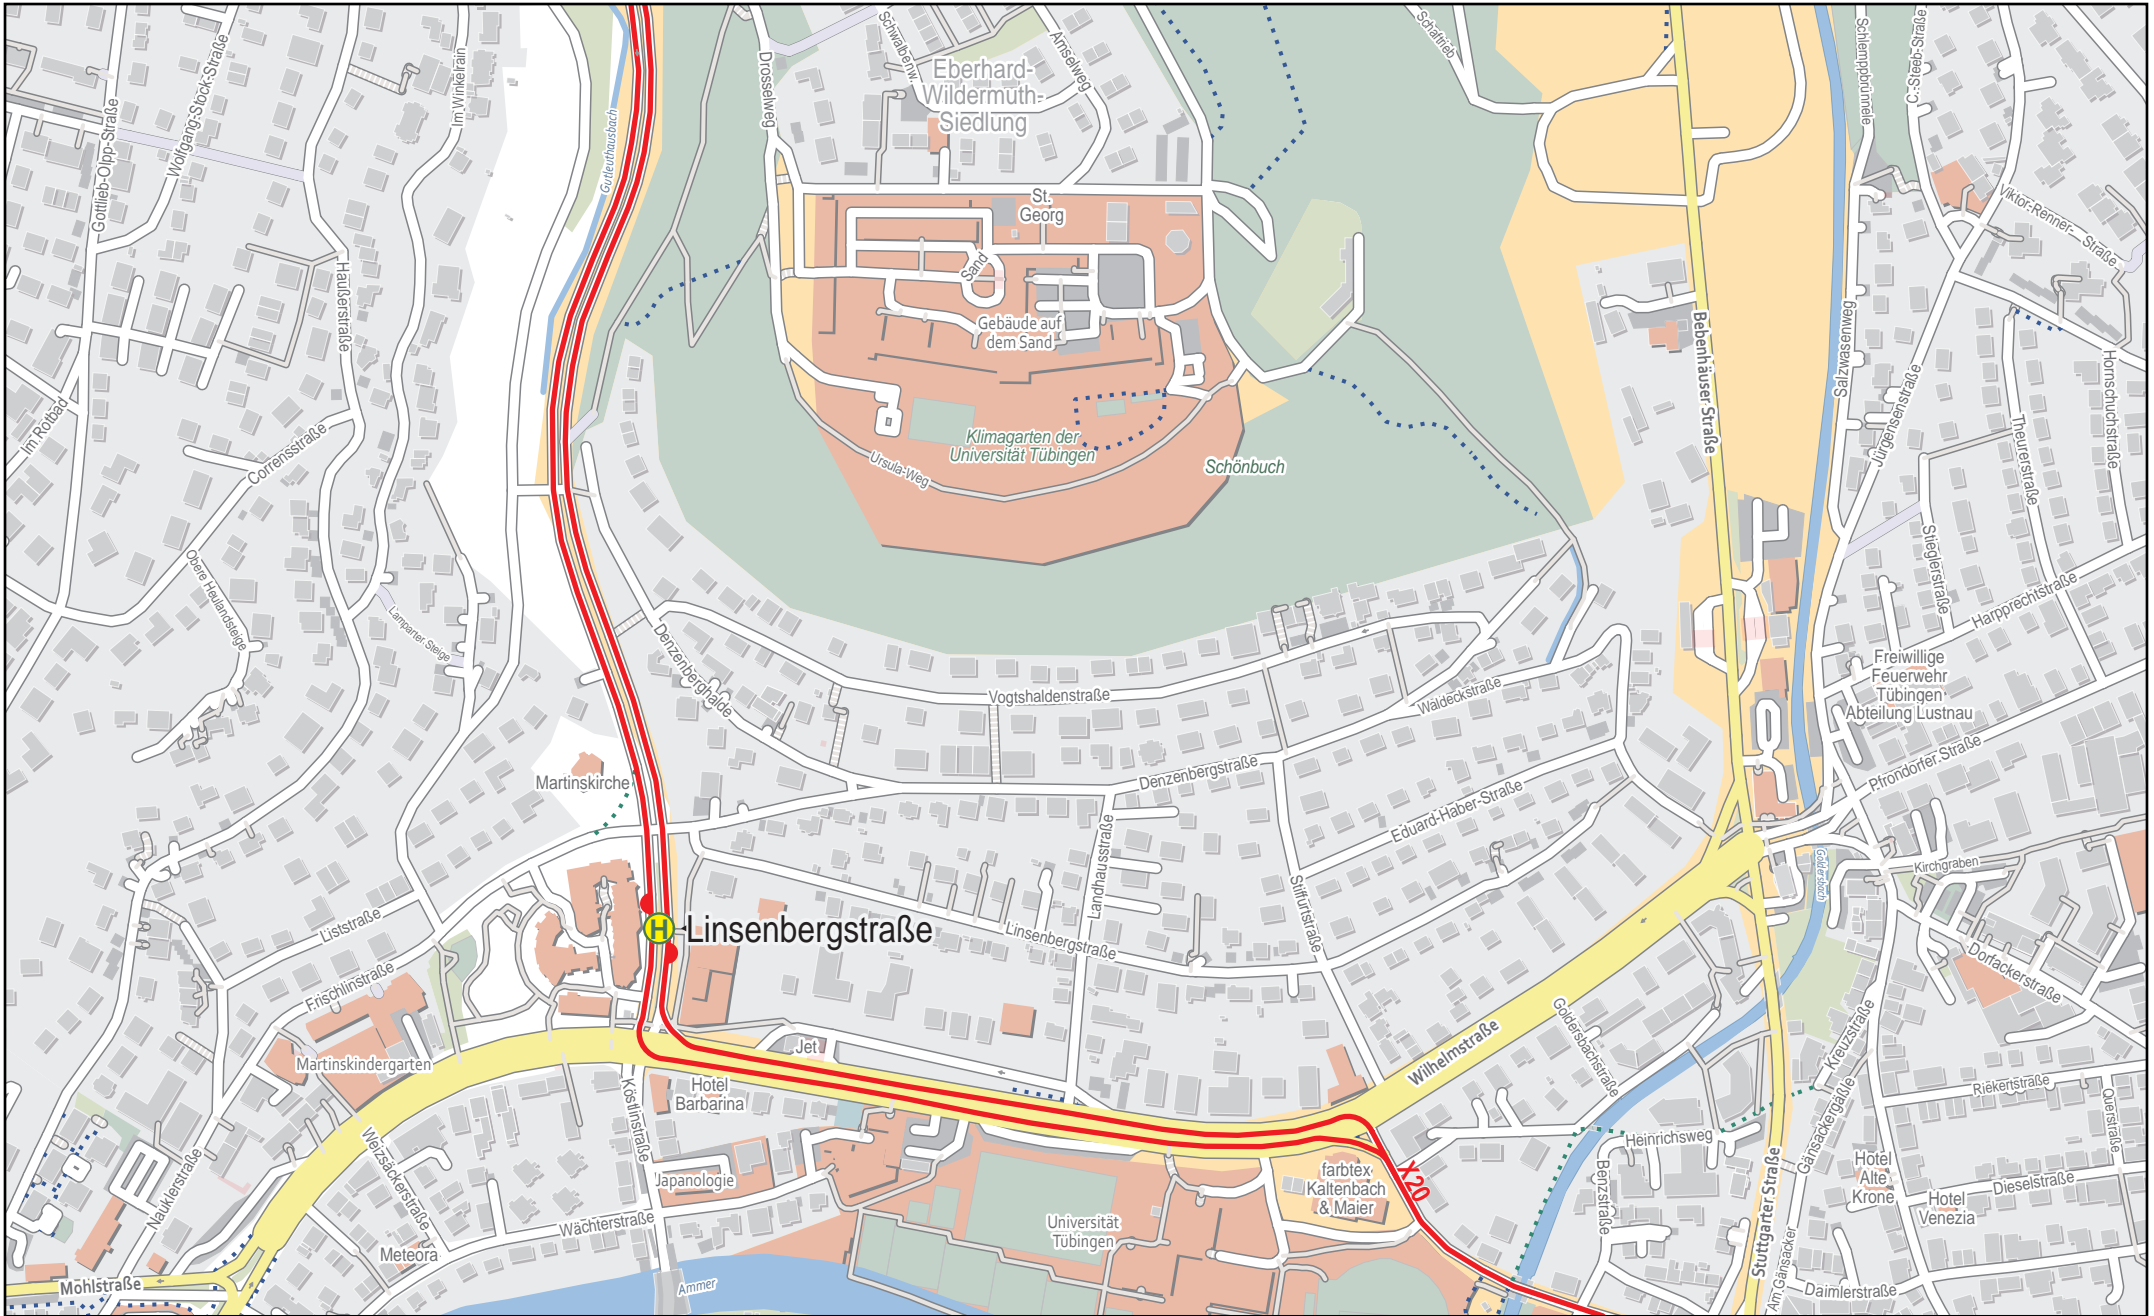 Gottlieb-Olpp-Straße
Wolfgang-Stock-Straße
Im Winkelrain
Gutleuthausbach
Drosselweg
Schwalbenw.
Amselweg
Eberhard-
Wildermuth-
Siedlung
Schaftrieb
Schlemppbrünnele
C.-Steeb-Straße
Viktor-Renner-Straße
St.
Georg
Sand
Gebäude auf
dem Sand
Haußerstraße
Bebenhäuser Straße
Salzwasenweg
Jürgensenstraße
Hornschuchstraße
Theurerstraße
Im Rotbad
Corrensstraße
Klimagarten der
Universität Tübingen
Ursula-Weg
Schönbuch
Stieglerstraße
Harpprechtstraße
Obere Heulandsteige
Lamparter Steige
Denzenberghalde
Vogtshaldenstraße
Waldeckstraße
Freiwillige
Feuerwehr
Tübingen
Abteilung Lustnau
Martinskirche
Denzenbergstraße
Eduard-Haber-Straße
Pfrondorfer Straße
Landhausstraße
Stiffurtstraße
Goldersbach
Kirchgraben
Liststraße
H
Linsenbergstraße
Linsenbergstraße
Dorfackerstraße
Frischlinstraße
Jet
Martinskindergarten
Hotel
Barbarina
Köstlinstraße
Wilhelmstraße
Goldersbachstraße
Kreuzstraße
Riekertstraße
Querstraße
Gänsackergäßle
Heinrichsweg
Weizsäckerstraße
Nauklerstraße
Japanologie
farbtex
Kaltenbach
& Maier
X20
Benzstraße
Hotel
Alte
Krone
Dieselstraße
Hotel
Venezia
Wächterstraße
Universität
Tübingen
Meteora
Stuttgarter Straße
Am Gänsacker
Mohlstraße
Ammer
Daimlerstraße